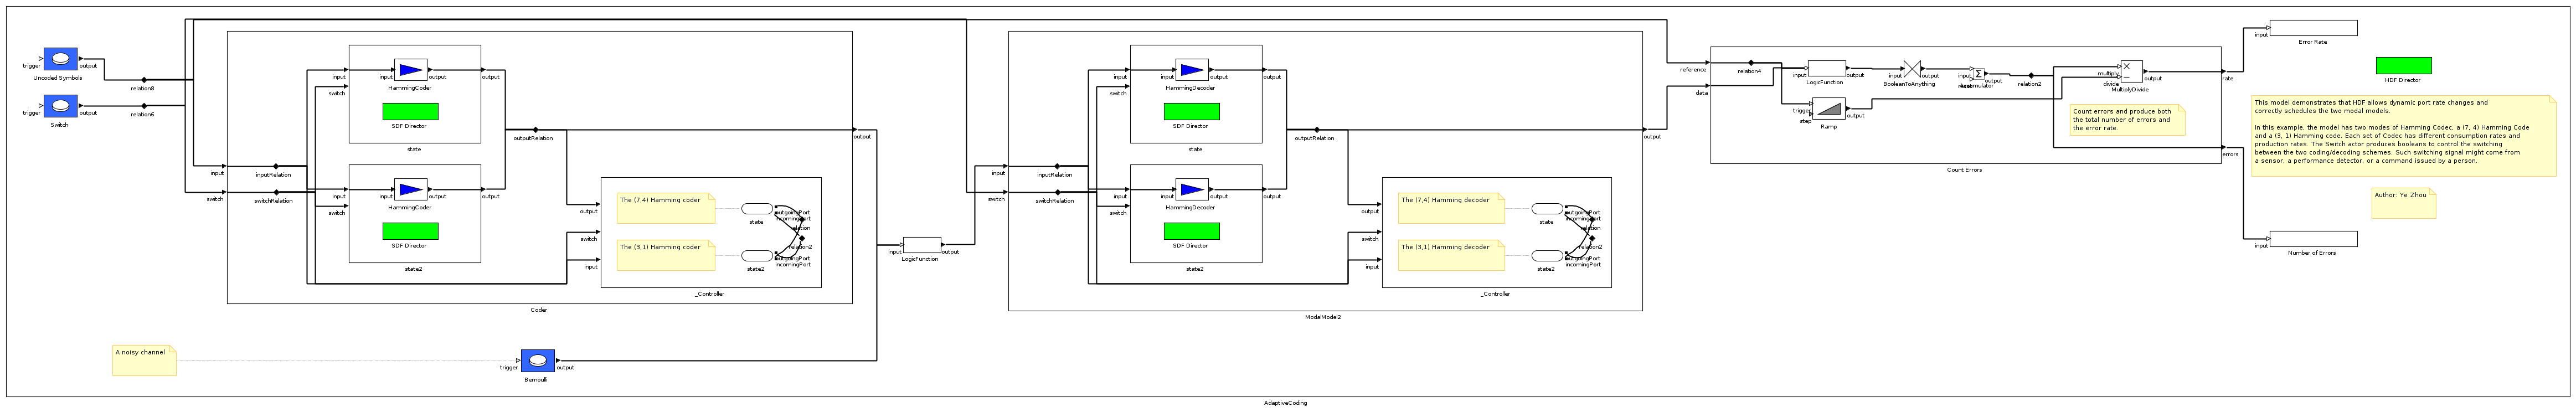 trigger
output
Uncoded Symbols
relation8
trigger
output
Switch
relation6
input
inputRelation
switch
switchRelation
input
switch
input
output
HammingCoder
SDF Director
output
state
input
switch
input
output
HammingCoder
SDF Director
output
state2
outputRelation
output
switch
input
The (7,4) Hamming coder
The (3,1) Hamming coder
state
outgoingPort
incomingPort
relation
relation2
state2
outgoingPort
incomingPort
_Controller
output
Coder
A noisy channel
trigger
output
Bernoulli
input
output
LogicFunction
input
inputRelation
switch
switchRelation
input
switch
input
output
HammingDecoder
SDF Director
output
state
input
switch
input
output
HammingDecoder
SDF Director
output
state2
outputRelation
output
switch
input
The (7,4) Hamming decoder
The (3,1) Hamming decoder
state
outgoingPort
incomingPort
relation
relation2
state2
outgoingPort
incomingPort
_Controller
output
ModalModel2
reference
data
relation4
input
output
LogicFunction
trigger
step
output
Ramp
input
output
BooleanToAnything
input
reset
output
Accumulator
relation2
multiply
divide
output
MultiplyDivide
Count errors and produce both
the total number of errors and
the error rate.
rate
errors
Count Errors
input
Error Rate
input
Number of Errors
HDF Director
This model demonstrates that HDF allows dynamic port rate changes and
correctly schedules the two modal models.
In this example, the model has two modes of Hamming Codec, a (7, 4) Hamming Code
and a (3, 1) Hamming code. Each set of Codec has different consumption rates and
production rates. The Switch actor produces booleans to control the switching
between the two coding/decoding schemes. Such switching signal might come from
a sensor, a performance detector, or a command issued by a person.
Author: Ye Zhou
AdaptiveCoding